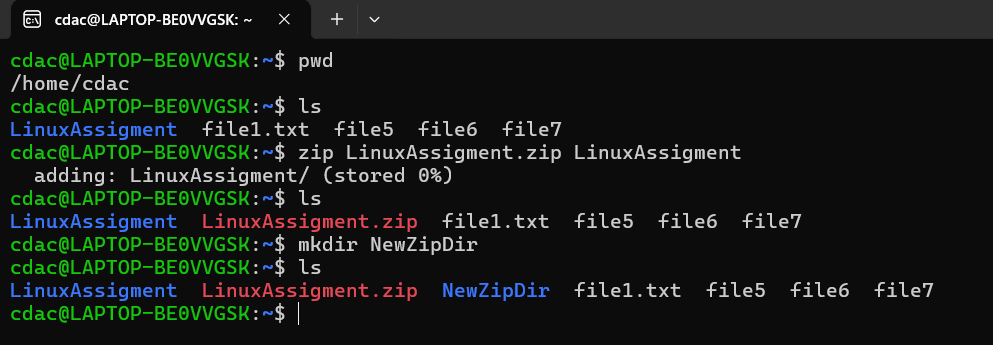 cdac@LAPTOP-BE0VVGSK: ~
cdac@LAPTOP-BE0VVGSK:~$ pwd
/home/cdac
cdac@LAPTOP-BE0VVGSK:~$ ls
LinuxAssigment  file1.txt  file5  file6  file7
cdac@LAPTOP-BE0VVGSK:~$ zip LinuxAssigment.zip LinuxAssigment
  adding: LinuxAssigment/ (stored 0%)
cdac@LAPTOP-BE0VVGSK:~$ ls
LinuxAssigment  LinuxAssigment.zip  file1.txt  file5  file6  file7
cdac@LAPTOP-BE0VVGSK:~$ mkdir NewZipDir
cdac@LAPTOP-BE0VVGSK:~$ ls
LinuxAssigment  LinuxAssigment.zip  NewZipDir  file1.txt  file5  file6  file7
cdac@LAPTOP-BE0VVGSK:~$